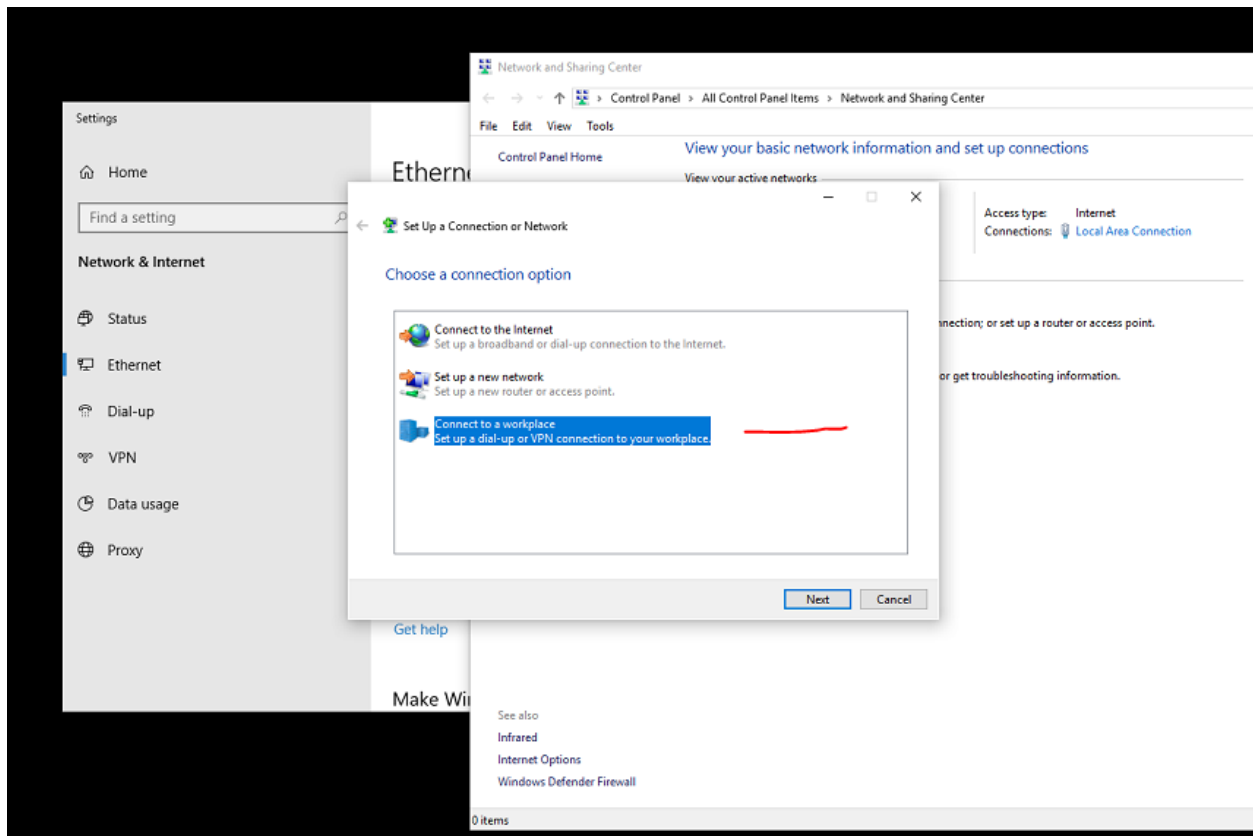 Network and Sharing Center
Control Panel > All Control Panel Items > Network and Sharing Center
File Edit View Tools
Control Panel Home
View your basic network information and set up connections
View your active networks
Access type: Internet
Connections: Local Area Connection
nnection; or set up a router or access point.
or get troubleshooting information.
See also
Infrared
Internet Options
Windows Defender Firewall
0 items
Settings
Home
Find a setting
Network & Internet
Status
Ethernet
Dial-up
VPN
Data usage
Proxy
Ethern
Get help
Make Wi
Set Up a Connection or Network
Choose a connection option
Connect to the Internet
Set up a broadband or dial-up connection to the Internet.
Set up a new network
Set up a new router or access point.
Connect to a workplace
Set up a dial-up or VPN connection to your workplace.
Next Cancel